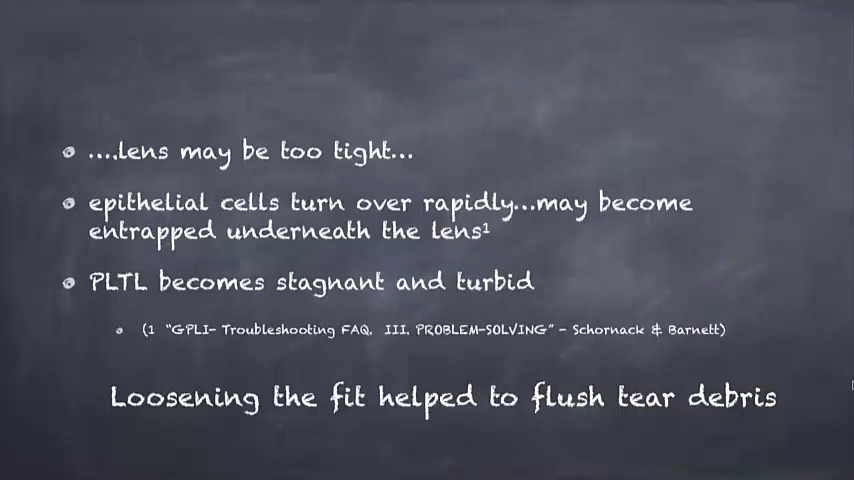 ....lens may be too tight...
epithelial cells turn over rapidly...may become
entrapped underneath the lens¹
PLTL becomes stagnant and turbid
(1 "GPLI- Troubleshooting FAQ. III. PROBLEM-SOLVING" - Schornack & Barnett)
Loosening the fit helped to flush tear debris